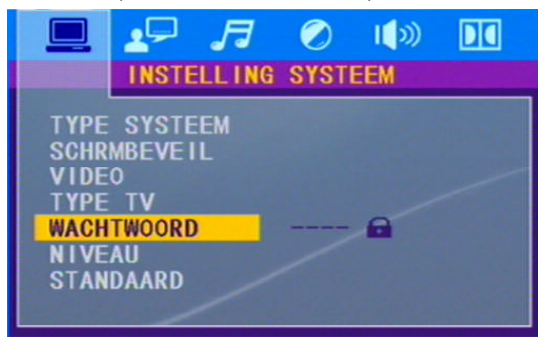 INSTELLING SYSTEEM
TYPE SYSTEEM
SCHRMBEVEIL
VIDEO
TYPE TV
WACHTWOORD ----
NIVEAU
STANDAARD